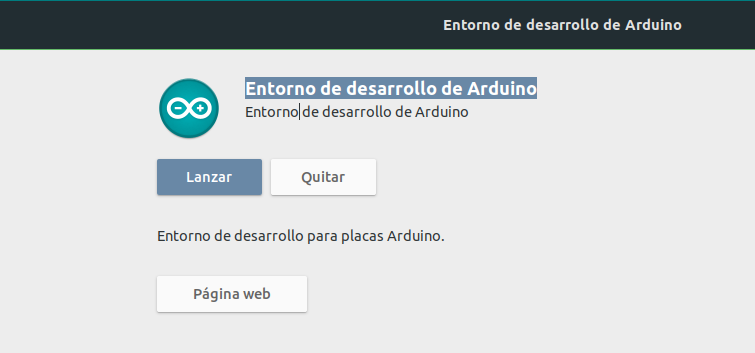 Entorno de desarrollo de Arduino
Entorno de desarrollo de Arduino
Entorno de desarrollo de Arduino
Lanzar Quitar
Entorno de desarrollo para placas Arduino.
Página web